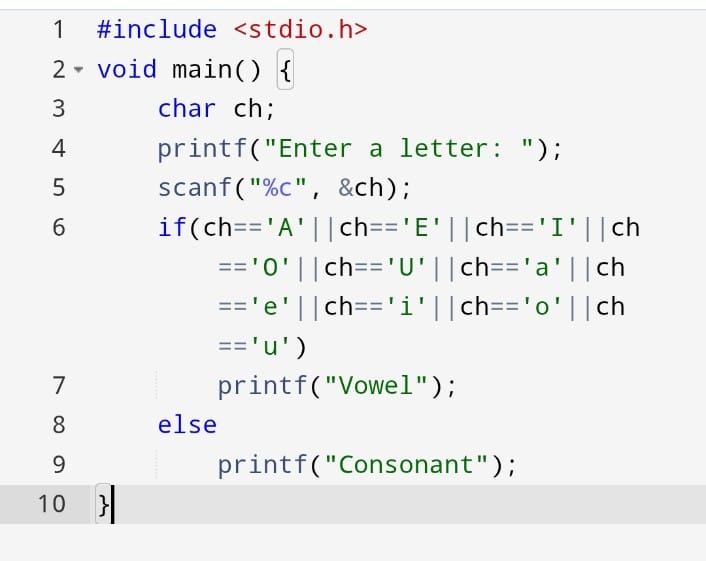 1 #include <stdio.h>
2 void main() {
3 char ch;
4 printf("Enter a letter: ");
5 scanf("%c", &ch);
6 if(ch=='A'||ch=='E'||ch=='I'||ch
=='O'||ch=='U'||ch=='a'||ch
=='e'||ch=='i'||ch=='o'||ch
=='u')
7 printf("Vowel");
8 else
9 printf("Consonant");
10 }